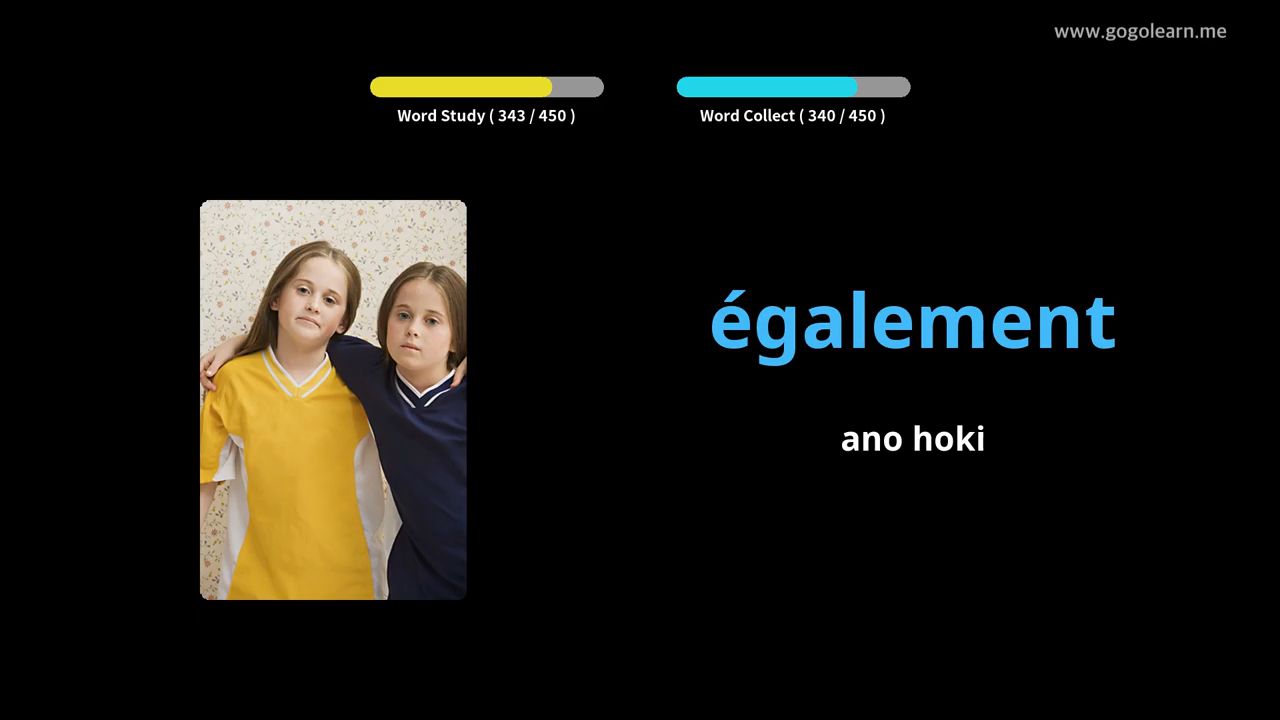 www.gogolearn.me
Word Study ( 343 / 450 )
Word Collect ( 340 / 450 )
également
ano hoki